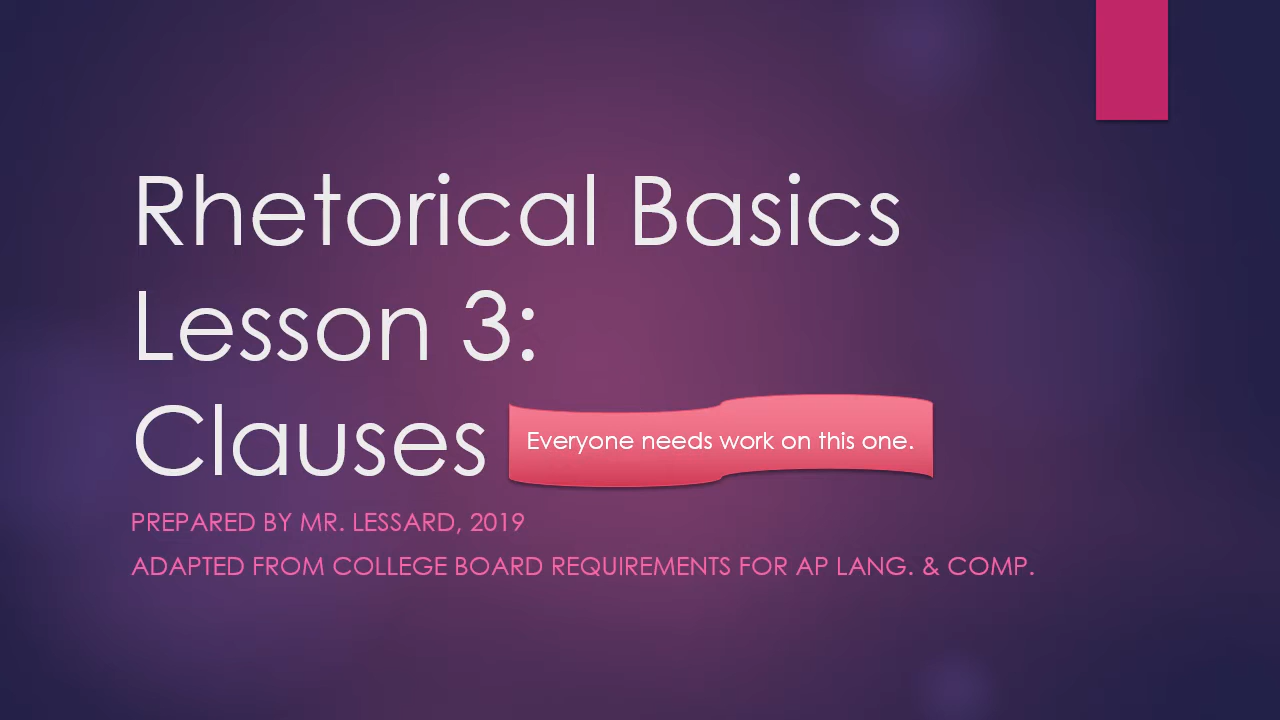 Rhetorical Basics
Lesson 3:
Clauses
Everyone needs work on this one.
PREPARED BY MR. LESSARD, 2019
ADAPTED FROM COLLEGE BOARD REQUIREMENTS FOR AP LANG. & COMP.